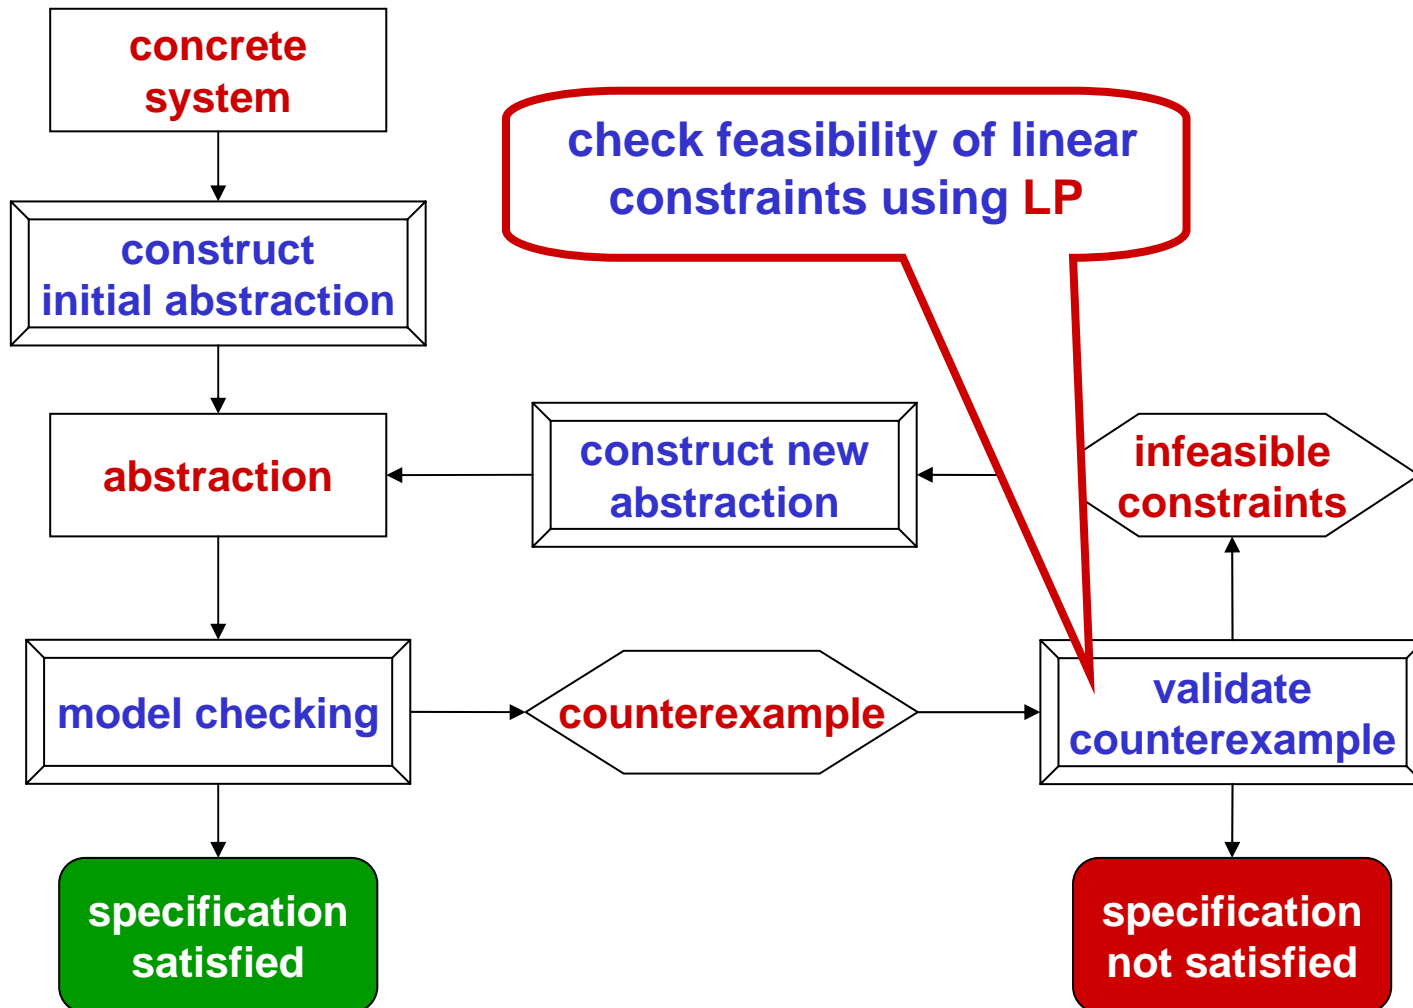 concrete
system
check feasibility of linear
constraints using LP
construct
initial abstraction
abstraction
construct new
abstraction
infeasible
constraints
model checking
counterexample
validate
counterexample
specification
satisfied
specification
not satisfied